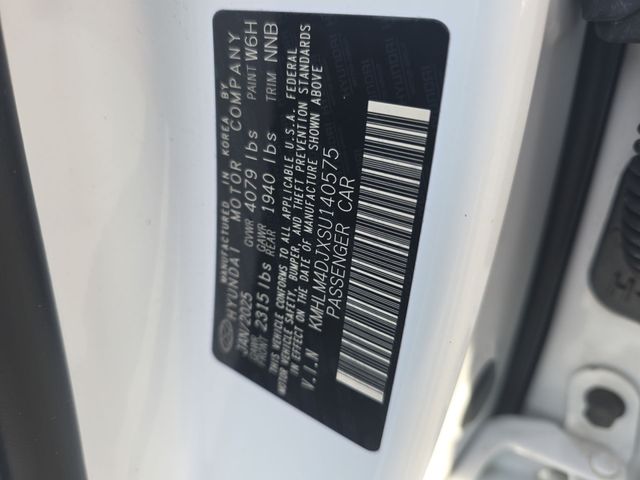 MANUFACTURED IN KOREA BY
HYUNDAI MOTOR COMPANY
JAN/2025 GVWR 4079 lbs PAINT W6H
GAWR FRONT 2315 lbs GAWR REAR 1940 lbs TRIM NNB
THIS VEHICLE CONFORMS TO ALL APPLICABLE U.S.A. FEDERAL
MOTOR VEHICLE SAFETY, BUMPER, AND THEFT PREVENTION STANDARDS
IN EFFECT ON THE DATE OF MANUFACTURE SHOWN ABOVE
V.I.N KMHLM4DJXSU140575
PASSENGER CAR